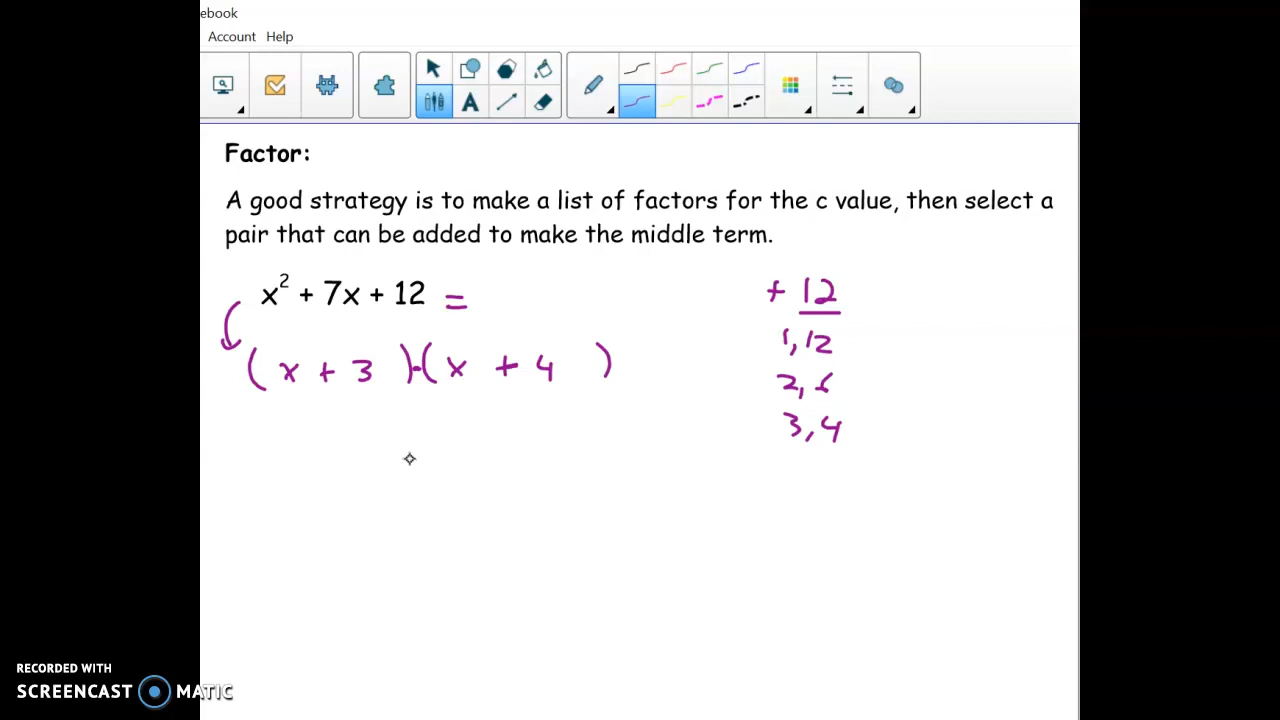 ebook
Account Help
Factor:
A good strategy is to make a list of factors for the c value, then select a
pair that can be added to make the middle term.
x² + 7x + 12 =
(x + 3)·(x + 4)
+ 12
1, 12
2, 6
3, 4
RECORDED WITH
SCREENCAST MATIC